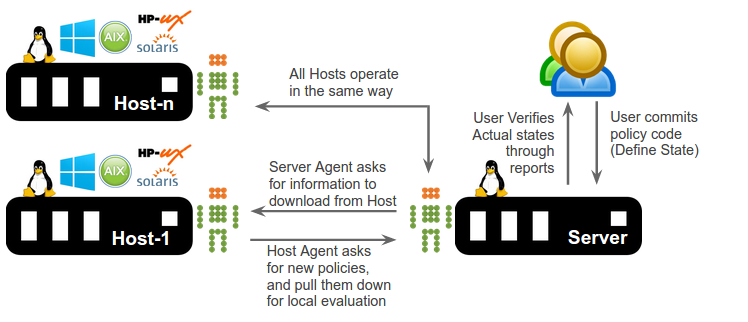 HP-UX
AIX
solaris
Host-n
All Hosts operate
in the same way
User Verifies
Actual states
through
reports
User commits
policy code
(Define State)
HP-UX
AIX
solaris
Host-1
Server Agent asks
for information to
download from Host
Server
Host Agent asks
for new policies,
and pull them down
for local evaluation